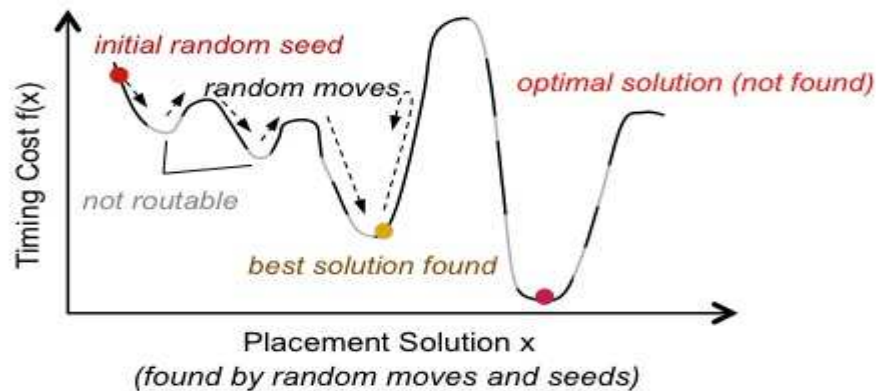 initial random seed
random moves
optimal solution (not found)
not routable
best solution found
Timing Cost f(x)
Placement Solution x
(found by random moves and seeds)